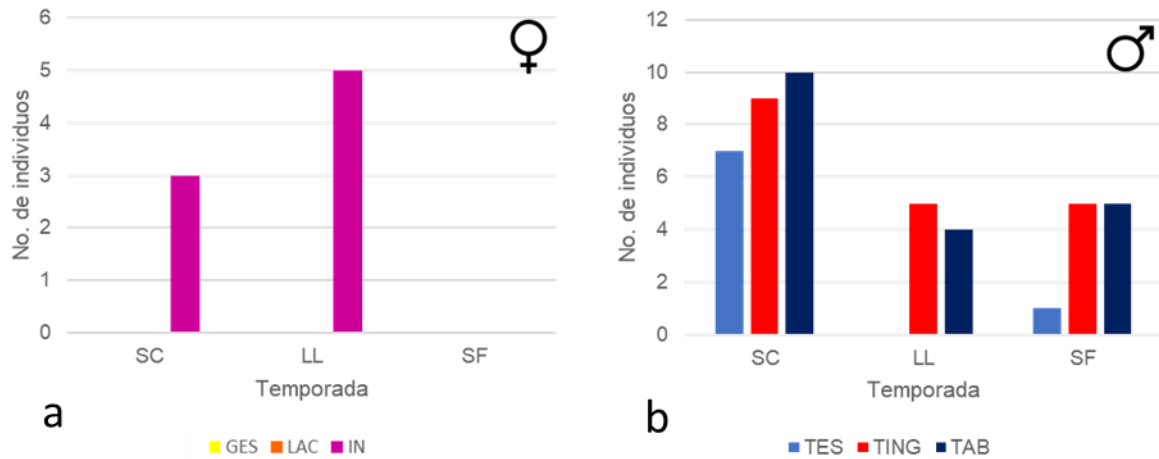 6
5
4
3
2
1
0
No. de individuos
SC LL SF
Temporada
a
GES LAC IN
12
10
8
6
4
2
0
No. de individuos
SC LL SF
Temporada
b
TES TING TAB